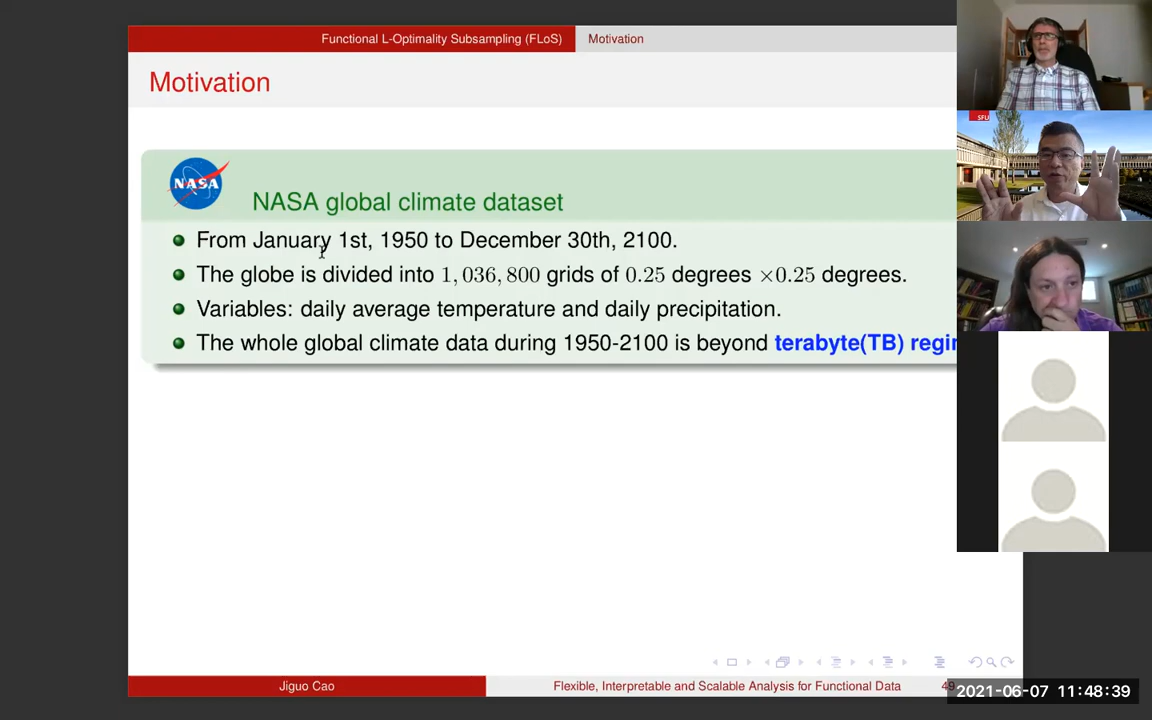 Functional L-Optimality Subsampling (FLoS) Motivation
Motivation
NASA
NASA global climate dataset
From January 1st, 1950 to December 30th, 2100.
The globe is divided into 1,036,800 grids of 0.25 degrees ×0.25 degrees.
Variables: daily average temperature and daily precipitation.
The whole global climate data during 1950-2100 is beyond terabyte(TB)
SFU
Jiguo Cao Flexible, Interpretable and Scalable Analysis for Functional Data
2021-06-07 11:48:39